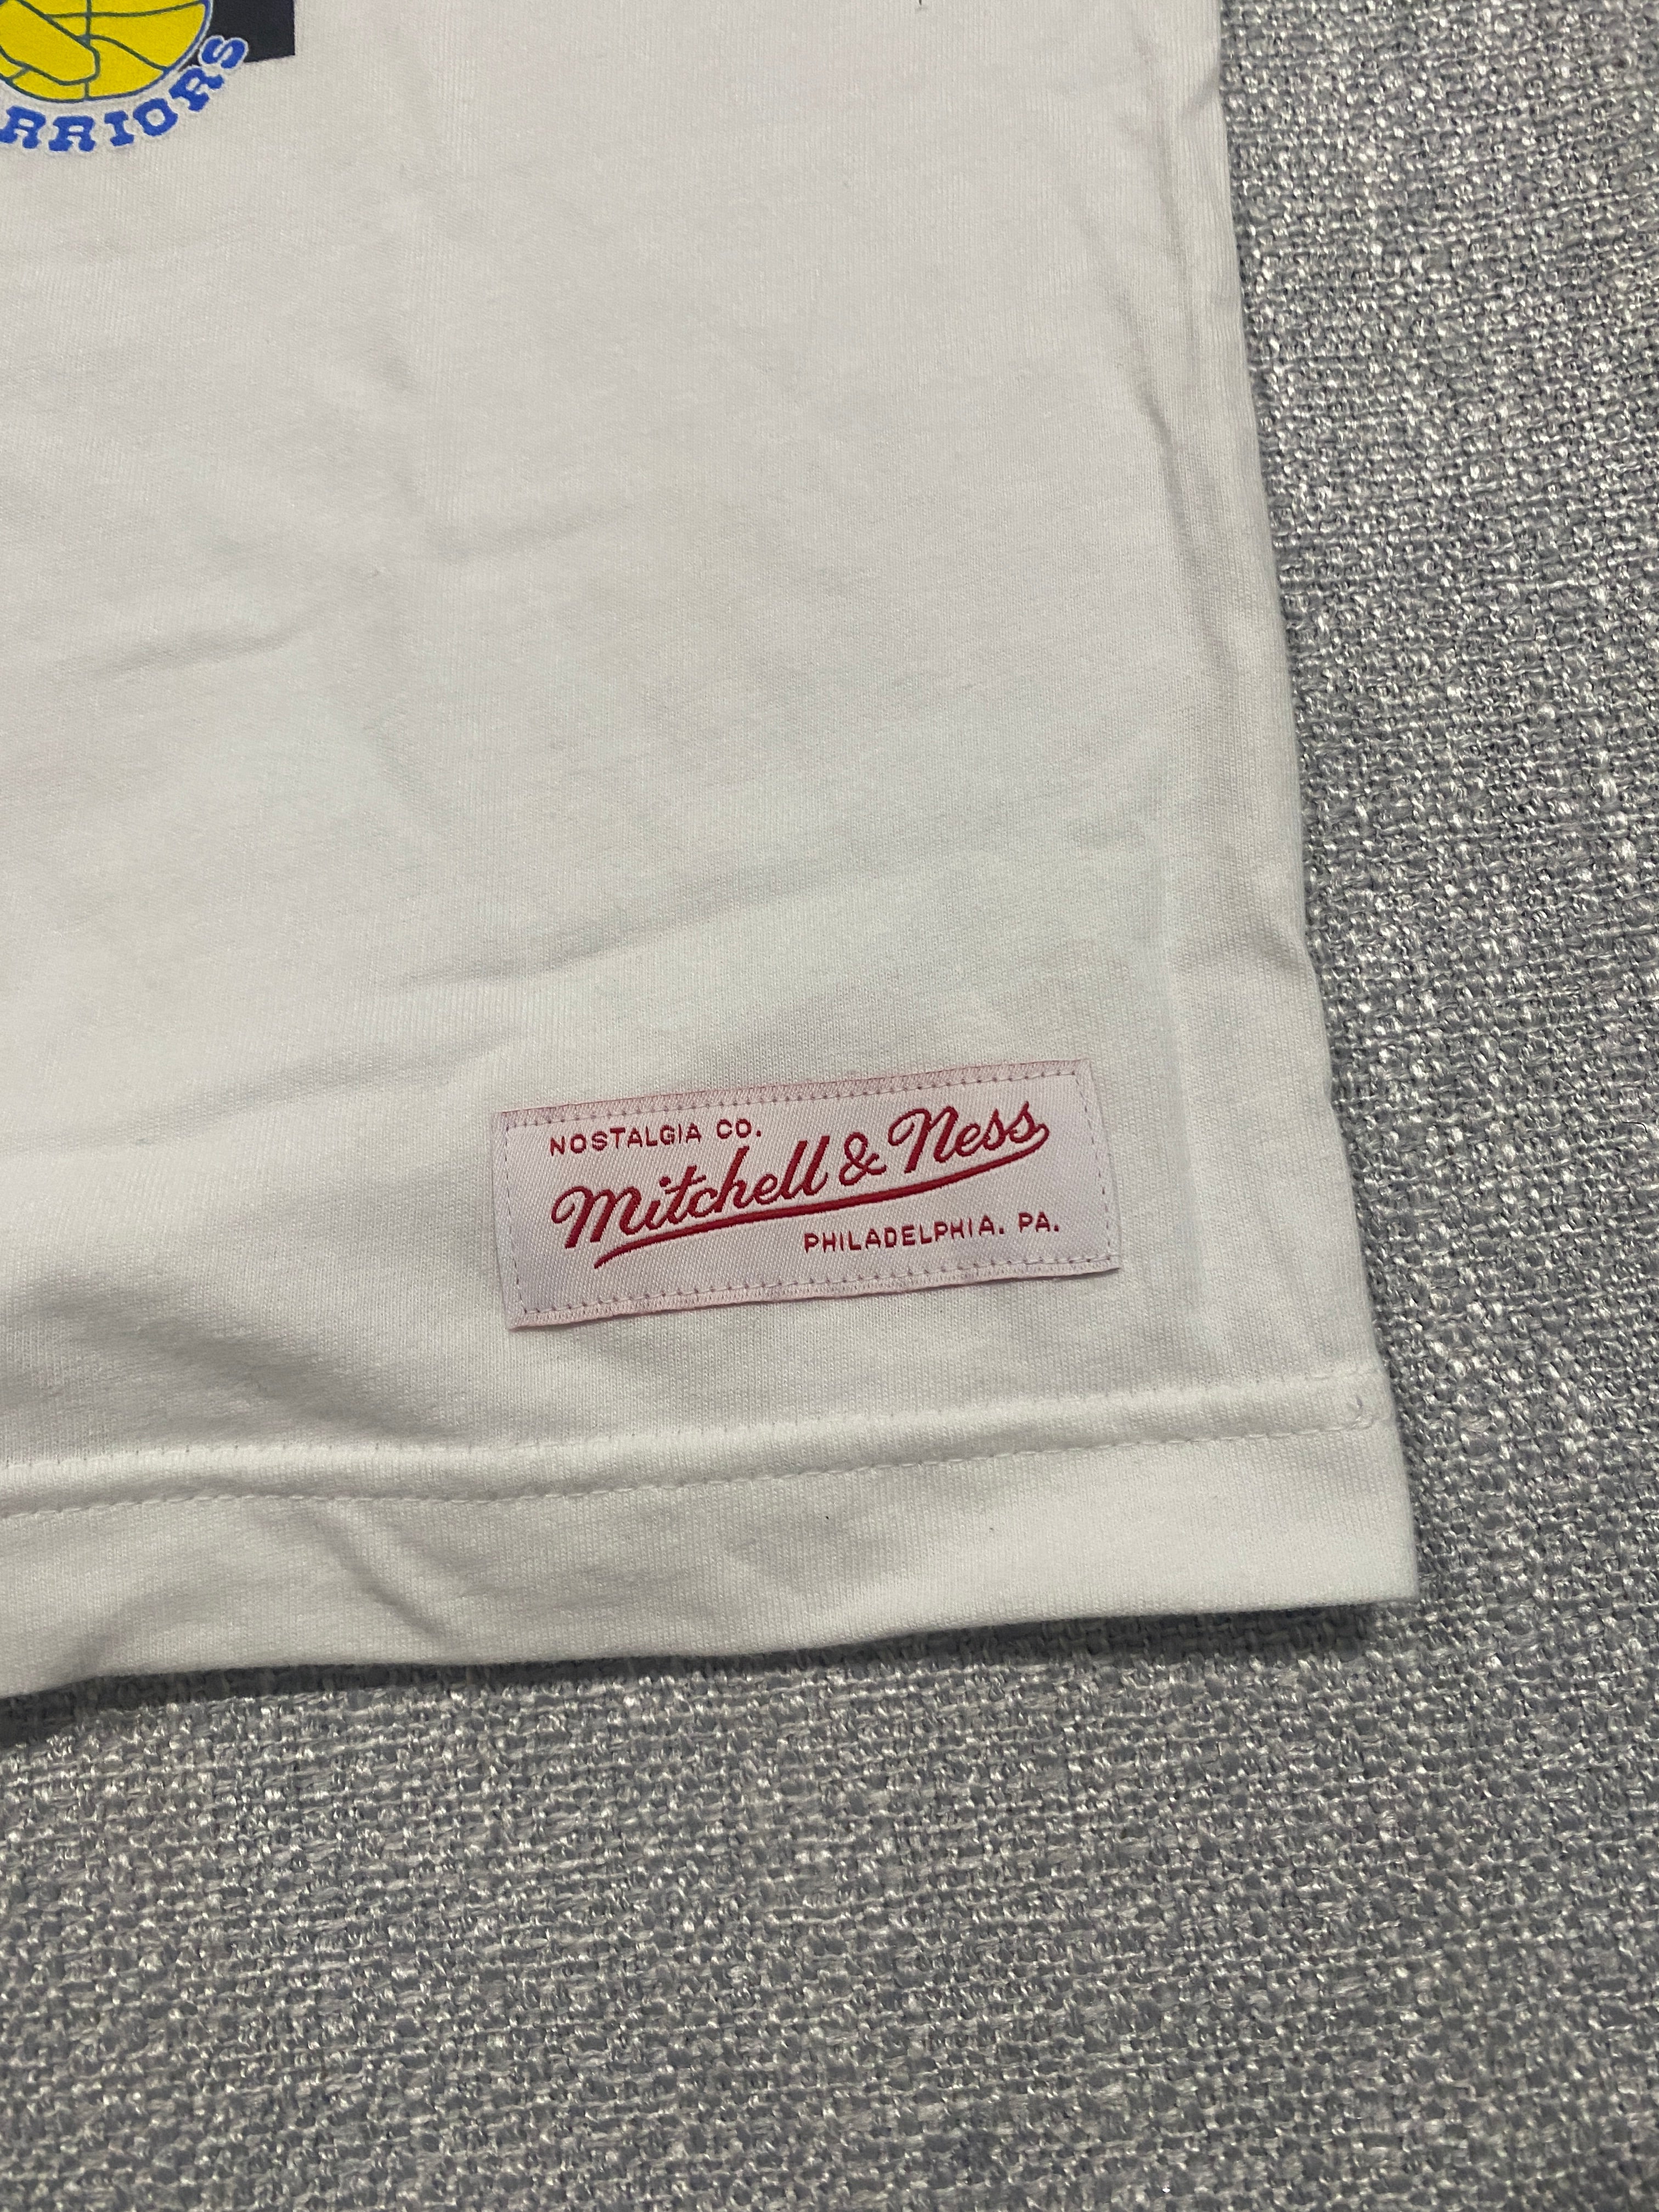 RRIORS
NOSTALGIA CO.
Mitchell & Ness
PHILADELPHIA, PA.